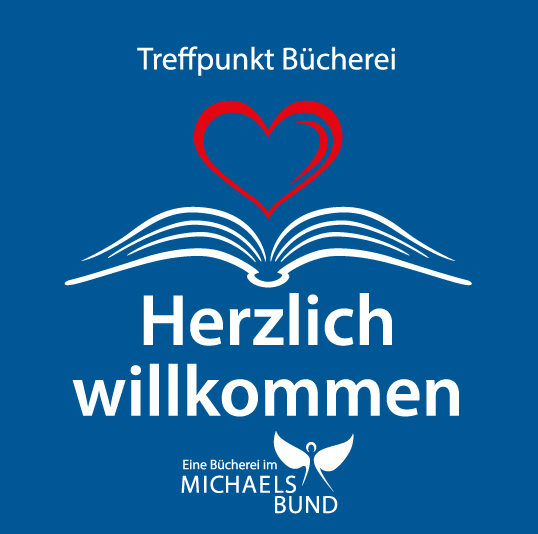 Treffpunkt Bücherei
Herzlich
willkommen
Eine Bücherei im
MICHAELS
BUND